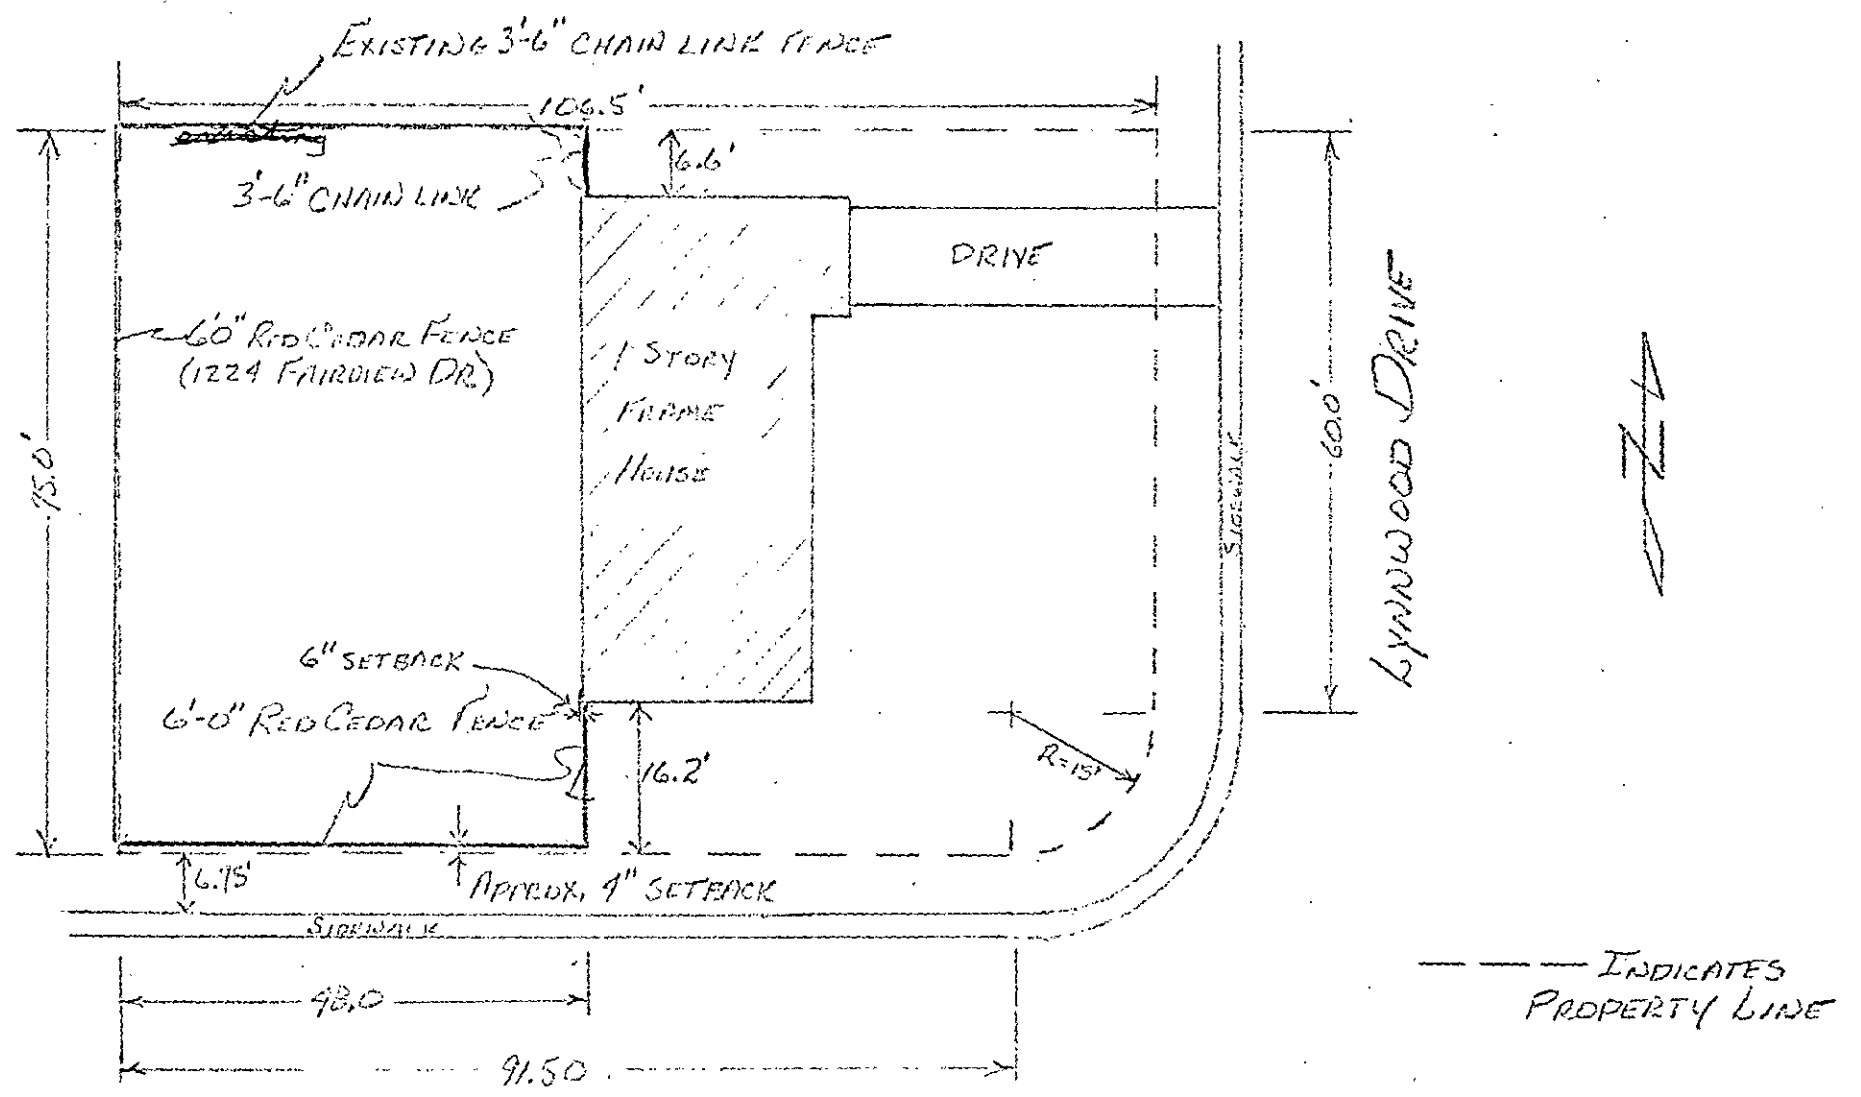 EXISTING 3'-6" CHAIN LINK FENCE
106.5'
6.6'
3'-6" CHAIN LINK
DRIVE
6'0" RED CEDAR FENCE
(1224 FAIRVIEW DR)
1 STORY
FRAME
HOUSE
75.0'
60.0'
LYNNWOOD DRIVE
SIDEWALK
N
6" SETBACK
6'-0" RED CEDAR FENCE
16.2'
R=15'
6.75'
APPROX. 4" SETBACK
SIDEWALK
48.0
91.50
INDICATES
PROPERTY LINE